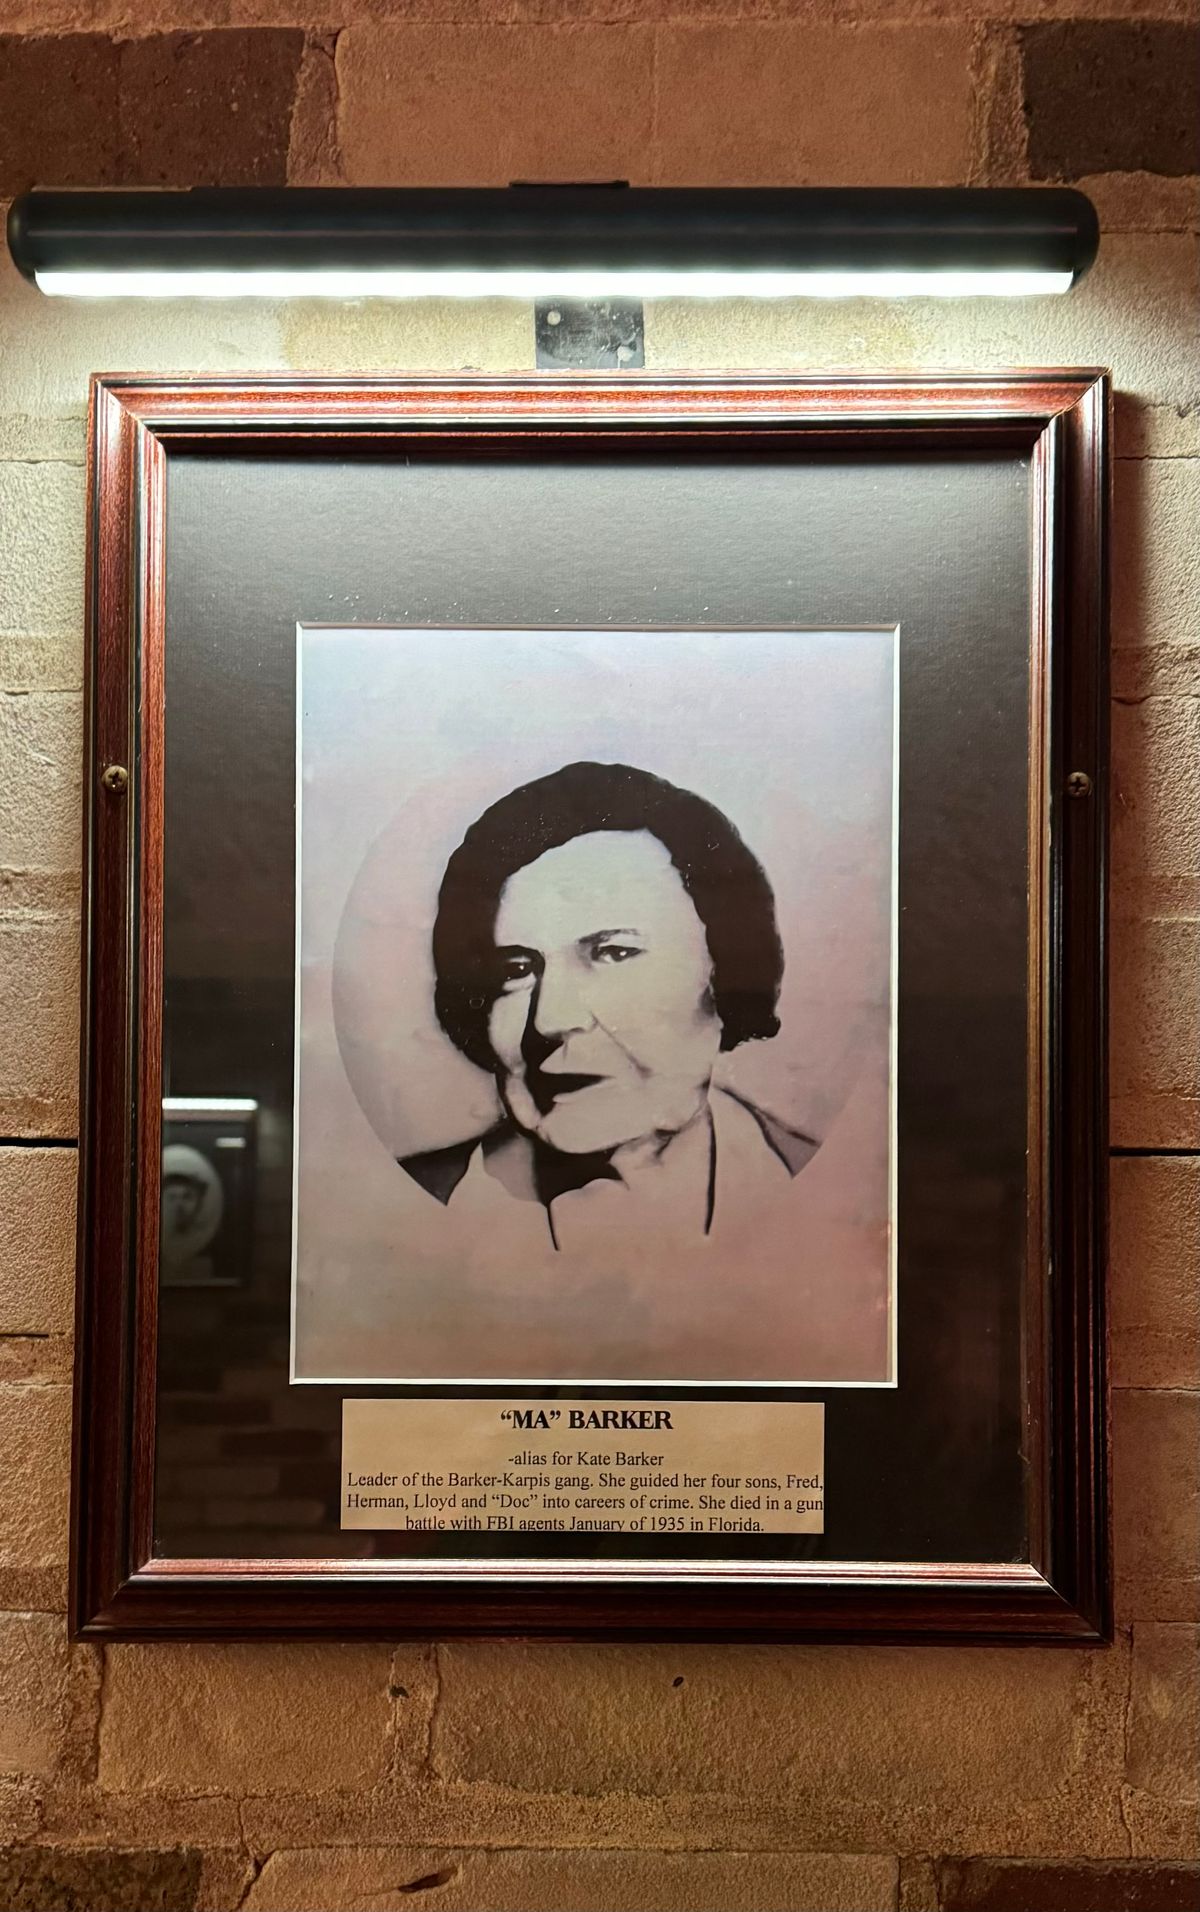 “MA” BARKER
-alias for Kate Barker
Leader of the Barker-Karpis gang. She guided her four sons, Fred,
Herman, Lloyd and “Doc” into careers of crime. She died in a gun
battle with FBI agents January of 1935 in Florida.